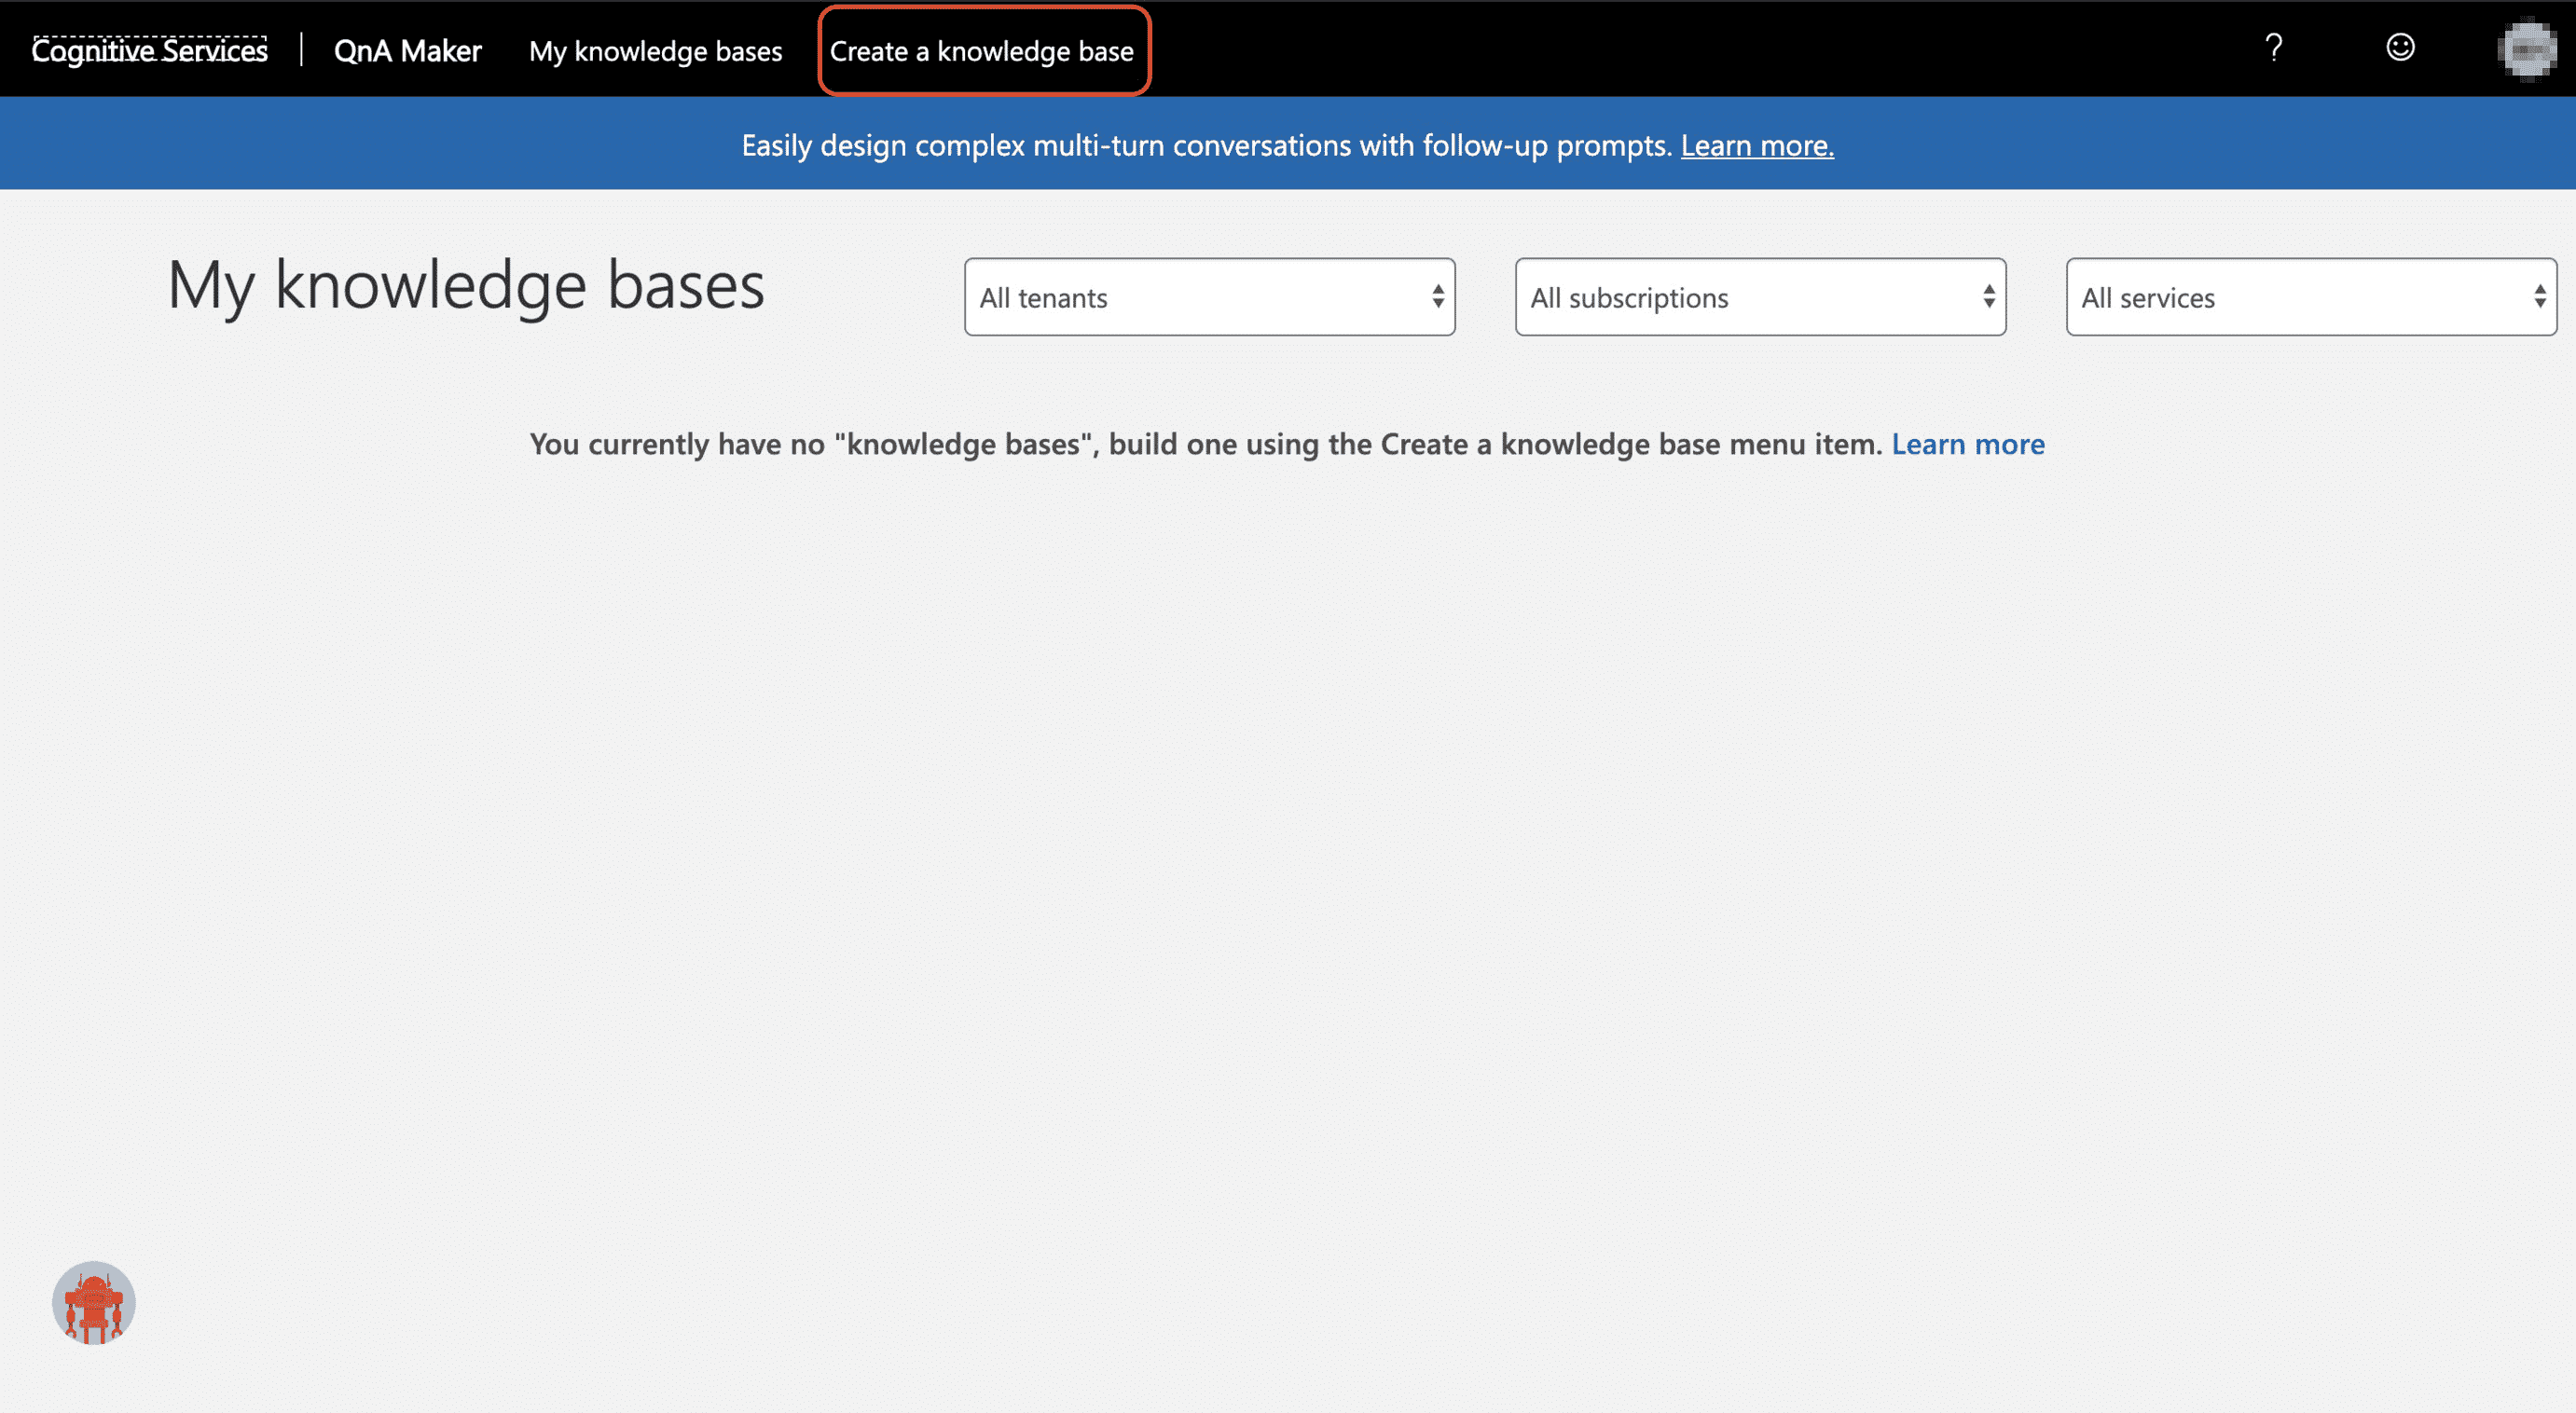 Cognitive Services QnA Maker My knowledge bases Create a knowledge base ?
Easily design complex multi-turn conversations with follow-up prompts. Learn more.
My knowledge bases All tenants All subscriptions All services
You currently have no "knowledge bases", build one using the Create a knowledge base menu item. Learn more